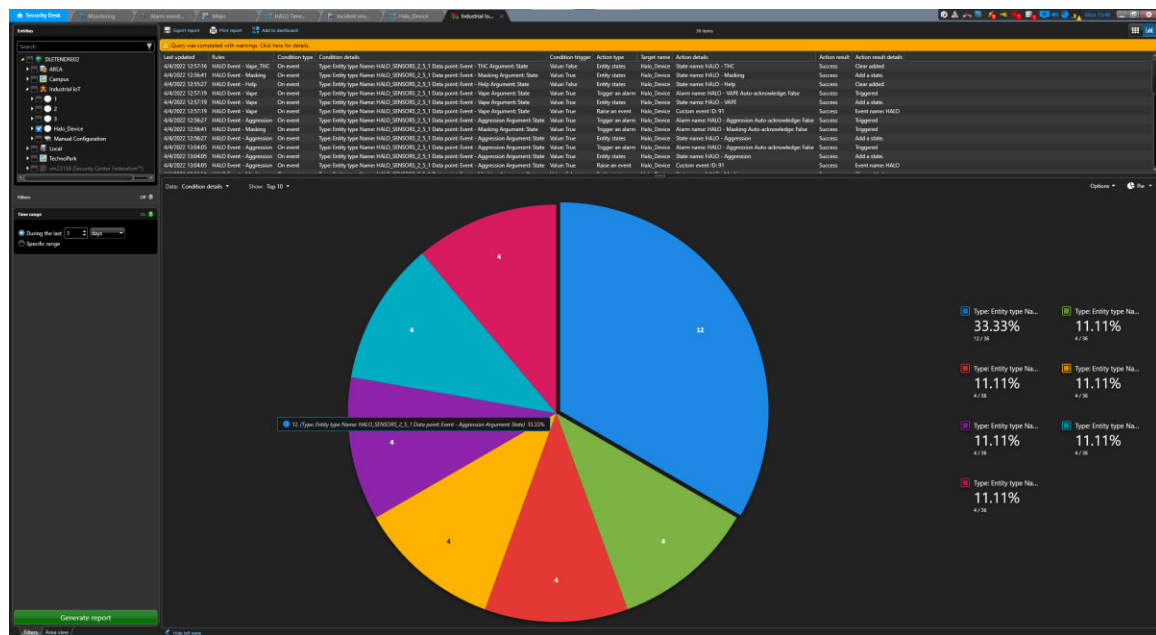 Security Desk Monitoring Alarm monit... Maps HALO Time... Incident mo... Halo_Device Industrial Io...
Entities
Export report Print report Add to dashboard 36 items
Search
Query was completed with warnings. Click here for details.
Last updated Rules Condition type Condition details Condition trigger Action type Target name Action details Action result Action result details
4/4/2022 12:57:16 HALO Event - Vape_THC On event Type: Entity type Name: HALO_SENSORS_2_5_1 Data point: Event - THC Argument: State Value: False Entity states Halo_Device State name: HALO - THC Success Clear added
4/4/2022 12:56:41 HALO Event - Masking On event Type: Entity type Name: HALO_SENSORS_2_5_1 Data point: Event - Masking Argument: State Value: True Entity states Halo_Device State name: HALO - Masking Success Add a state.
4/4/2022 12:55:27 HALO Event - Help On event Type: Entity type Name: HALO_SENSORS_2_5_1 Data point: Event - Help Argument: State Value: False Entity states Halo_Device State name: HALO - Help Success Clear added
4/4/2022 12:57:19 HALO Event - Vape On event Type: Entity type Name: HALO_SENSORS_2_5_1 Data point: Event - Vape Argument: State Value: True Trigger an alarm Halo_Device Alarm name: HALO - VAPE Auto-acknowledge: False Success Triggered
4/4/2022 12:57:19 HALO Event - Vape On event Type: Entity type Name: HALO_SENSORS_2_5_1 Data point: Event - Vape Argument: State Value: True Entity states Halo_Device State name: HALO - VAPE Success Add a state.
4/4/2022 12:57:19 HALO Event - Vape On event Type: Entity type Name: HALO_SENSORS_2_5_1 Data point: Event - Vape Argument: State Value: True Raise an event Halo_Device Custom event ID: 91 Success Event name: HALO
4/4/2022 12:56:27 HALO Event - Aggression On event Type: Entity type Name: HALO_SENSORS_2_5_1 Data point: Event - Aggression Argument: State Value: True Trigger an alarm Halo_Device Alarm name: HALO - Aggression Auto-acknowledge: False Success Triggered
4/4/2022 12:56:41 HALO Event - Masking On event Type: Entity type Name: HALO_SENSORS_2_5_1 Data point: Event - Masking Argument: State Value: True Trigger an alarm Halo_Device Alarm name: HALO - Masking Auto-acknowledge: False Success Triggered
4/4/2022 12:56:27 HALO Event - Aggression On event Type: Entity type Name: HALO_SENSORS_2_5_1 Data point: Event - Aggression Argument: State Value: True Entity states Halo_Device State name: HALO - Aggression Success Add a state.
4/4/2022 13:04:05 HALO Event - Aggression On event Type: Entity type Name: HALO_SENSORS_2_5_1 Data point: Event - Aggression Argument: State Value: True Trigger an alarm Halo_Device Alarm name: HALO - Aggression Auto-acknowledge: False Success Triggered
4/4/2022 13:04:05 HALO Event - Aggression On event Type: Entity type Name: HALO_SENSORS_2_5_1 Data point: Event - Aggression Argument: State Value: True Entity states Halo_Device State name: HALO - Aggression Success Add a state.
4/4/2022 13:04:05 HALO Event - Aggression On event Type: Entity type Name: HALO_SENSORS_2_5_1 Data point: Event - Aggression Argument: State Value: True Raise an event Halo_Device Custom event ID: 91 Success Event name: HALO
AREA
Campus
Industrial IoT
1
2
3
Halo_Device
Manual Configuration
Local
TechnoPark
(Security Center Federation™)
Data: Condition details Show: Top 10 Options Pie
Filters Off
Time range On
During the last 1 days
Specific range
4
12
4
4
4
4
4
12 (Type: Entity type Name: HALO_SENSORS_2_5_1 Data point: Event - Aggression Argument: State) 33.33%
Type: Entity type Na... Type: Entity type Na...
33.33% 11.11%
12 / 36 4 / 36
Type: Entity type Na... Type: Entity type Na...
11.11% 11.11%
4 / 36 4 / 36
Type: Entity type Na... Type: Entity type Na...
11.11% 11.11%
4 / 36 4 / 36
Type: Entity type Na...
11.11%
4 / 36
Generate report
Filters Area view Hide left pane